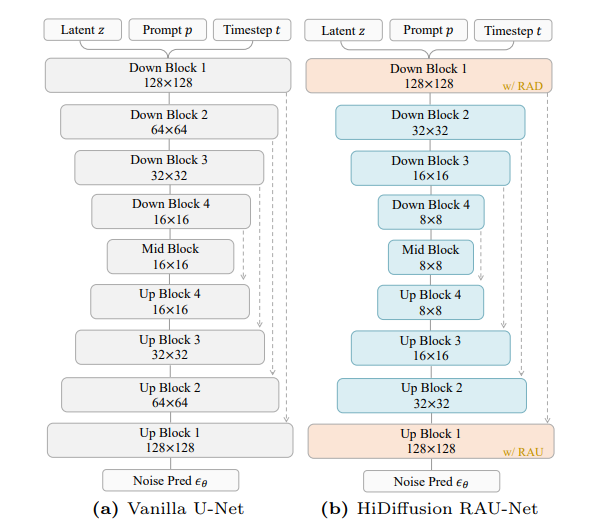 Latent z
Prompt p
Timestep t
Down Block 1
128×128
Down Block 2
64×64
Down Block 3
32×32
Down Block 4
16×16
Mid Block
16×16
Up Block 4
16×16
Up Block 3
32×32
Up Block 2
64×64
Up Block 1
128×128
Noise Pred ϵθ
(a) Vanilla U-Net
Latent z
Prompt p
Timestep t
Down Block 1
128×128
w/ RAD
Down Block 2
32×32
Down Block 3
16×16
Down Block 4
8×8
Mid Block
8×8
Up Block 4
8×8
Up Block 3
16×16
Up Block 2
32×32
Up Block 1
128×128
w/ RAU
Noise Pred ϵθ
(b) HiDiffusion RAU-Net